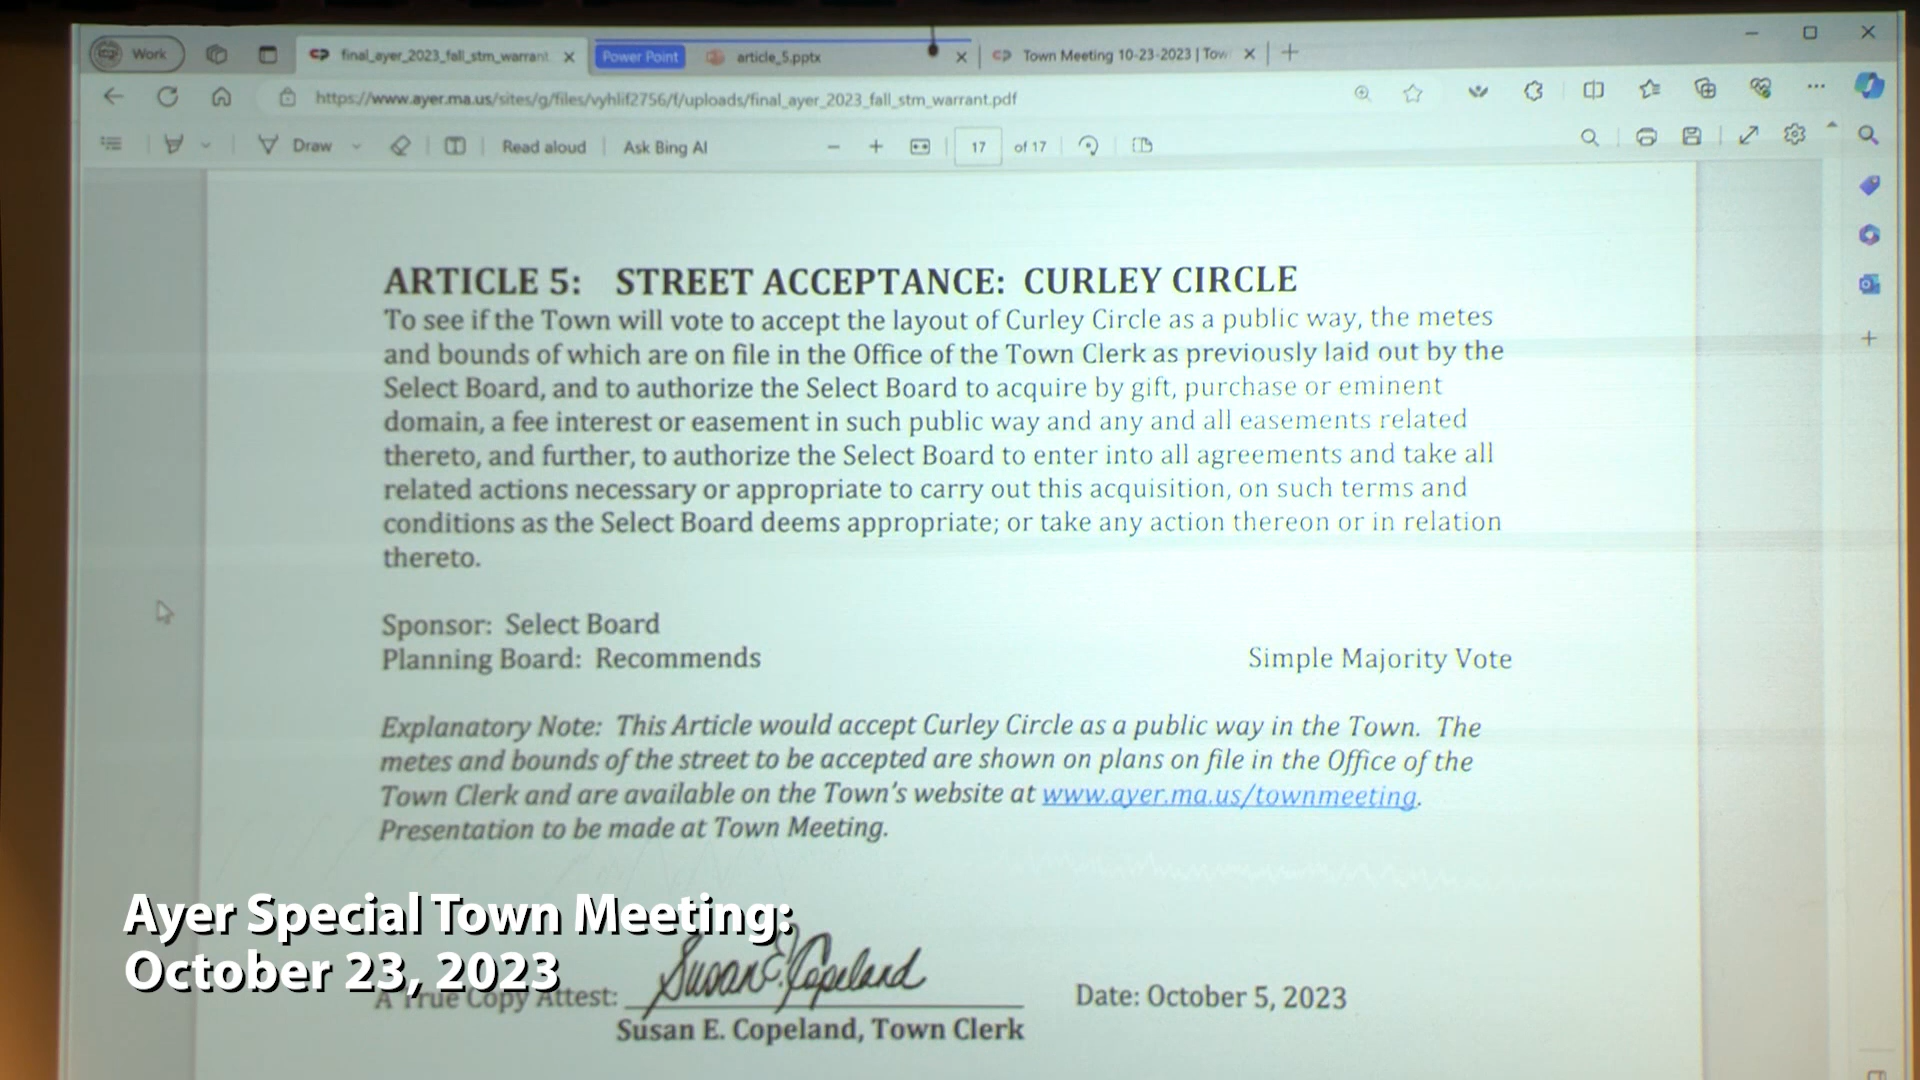 Work
final_ayer_2023_fall_stm_warrant.
Power Point
article_5.pptx
Town Meeting 10-23-2023 | Tow
https://www.ayer.ma.us/sites/g/files/vyhlif2756/f/uploads/final_ayer_2023_fall_stm_warrant.pdf
Draw
Read aloud
Ask Bing AI
17 of 17
ARTICLE 5: STREET ACCEPTANCE: CURLEY CIRCLE
To see if the Town will vote to accept the layout of Curley Circle as a public way, the metes
and bounds of which are on file in the Office of the Town Clerk as previously laid out by the
Select Board, and to authorize the Select Board to acquire by gift, purchase or eminent
domain, a fee interest or easement in such public way and any and all easements related
thereto, and further, to authorize the Select Board to enter into all agreements and take all
related actions necessary or appropriate to carry out this acquisition, on such terms and
conditions as the Select Board deems appropriate; or take any action thereon or in relation
thereto.
Sponsor: Select Board
Planning Board: Recommends
Simple Majority Vote
Explanatory Note: This Article would accept Curley Circle as a public way in the Town. The
metes and bounds of the street to be accepted are shown on plans on file in the Office of the
Town Clerk and are available on the Town's website at www.ayer.ma.us/townmeeting.
Presentation to be made at Town Meeting.
Ayer Special Town Meeting:
October 23, 2023
A True Copy Attest: Susan E. Copeland
Date: October 5, 2023
Susan E. Copeland, Town Clerk